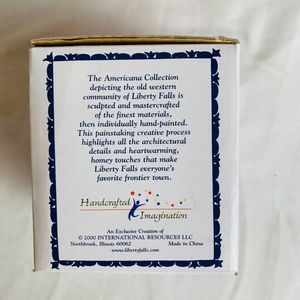 The Americana Collection
depicting the old western
community of Liberty Falls is
sculpted and mastercrafted
of the finest materials,
then individually hand-painted.
This painstaking creative process
highlights all the architectural
details and heartwarming,
homey touches that make
Liberty Falls everyone's
favorite frontier town.
Handcrafted
Imagination
An Exclusive Creation of
© 2000 INTERNATIONAL RESOURCES LLC
Northbrook, Illinois 60062 Made in China
www.libertyfalls.com